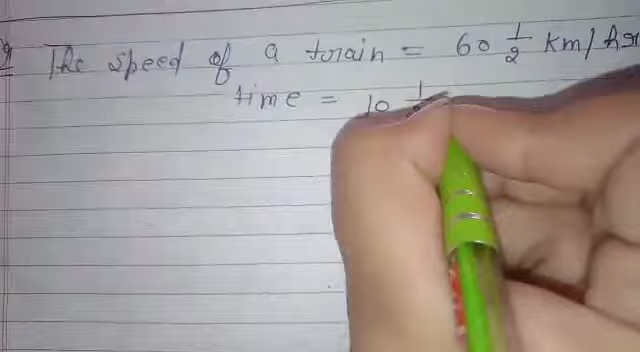 The speed of a train = 60 1/2 km/hr
time = 10